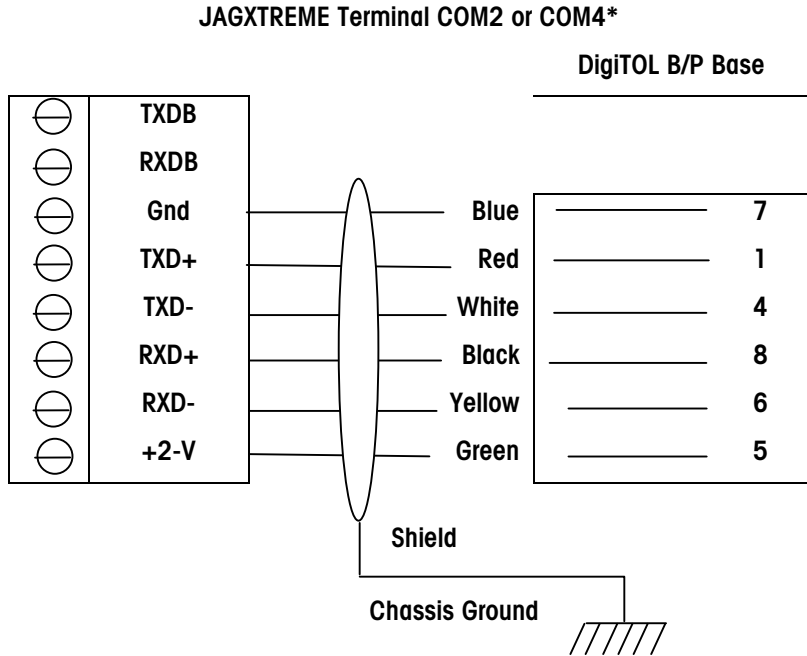 JAGXTREME Terminal COM2 or COM4*
DigiTOL B/P Base
TXDB
RXDB
Gnd Blue 7
TXD+ Red 1
TXD- White 4
RXD+ Black 8
RXD- Yellow 6
+2-V Green 5
Shield
Chassis Ground